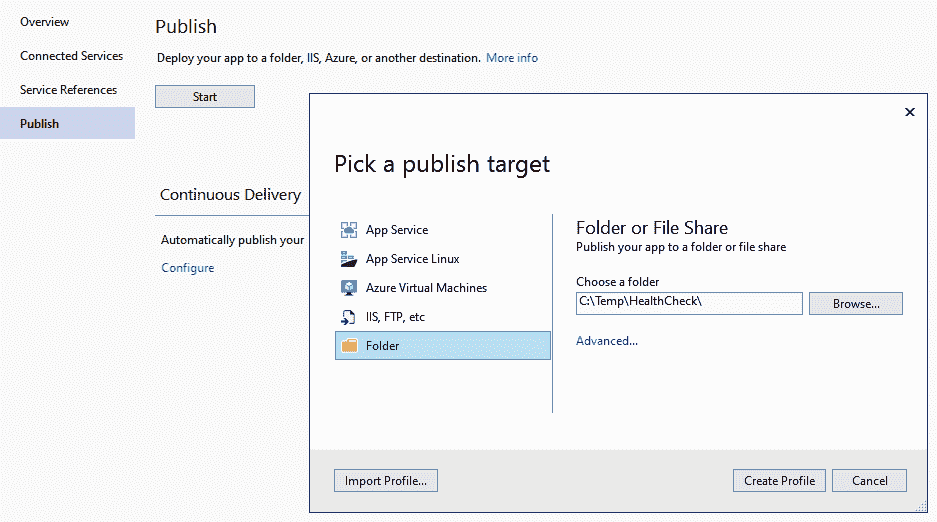 Overview
Connected Services
Service References
Publish
Publish
Deploy your app to a folder, IIS, Azure, or another destination. More info
Start
Continuous Delivery
Automatically publish your
Configure
Pick a publish target
App Service
App Service Linux
Azure Virtual Machines
IIS, FTP, etc
Folder
Folder or File Share
Publish your app to a folder or file share
Choose a folder
C:\Temp\HealthCheck\
Browse...
Advanced...
Import Profile...
Create Profile
Cancel